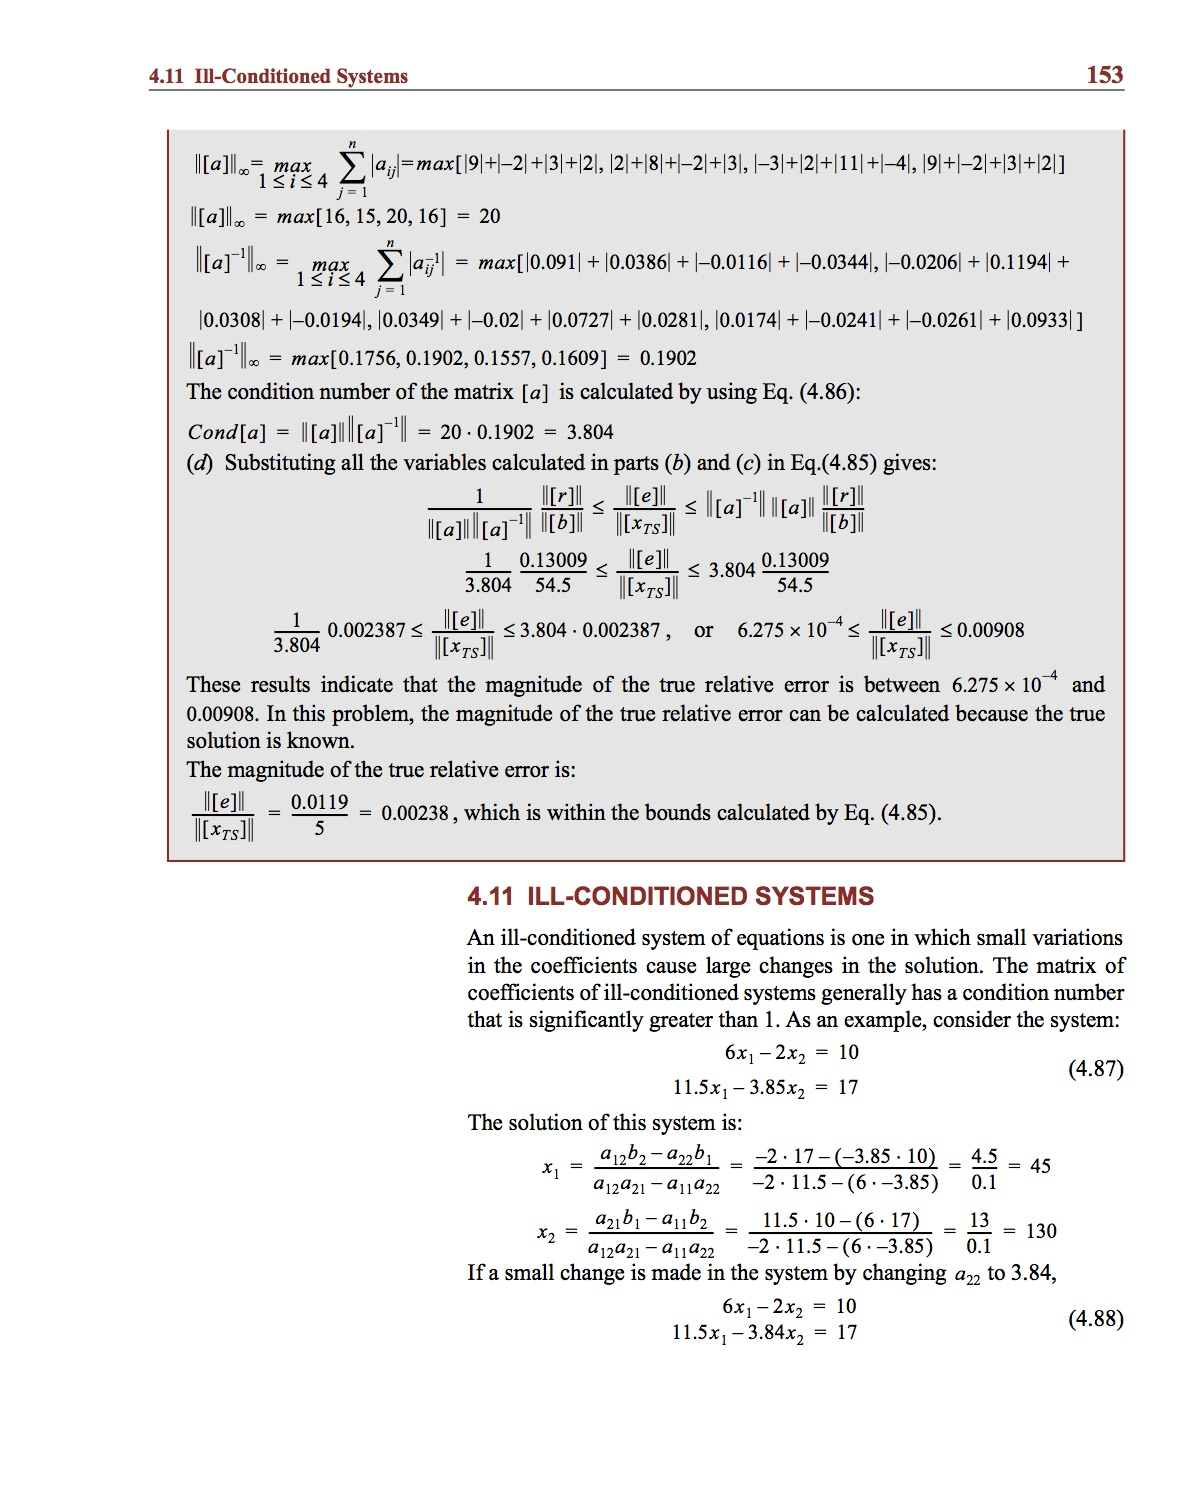 4.11 Ill-Conditioned Systems 153
‖[a]‖∞ = max 1≤i≤4 ∑ j=1 n |aij| = max[|9|+|–2|+|3|+|2|, |2|+|8|+|–2|+|3|, |–3|+|2|+|11|+|–4|, |9|+|–2|+|3|+|2|]
‖[a]‖∞ = max[16, 15, 20, 16] = 20
‖[a]⁻¹‖∞ = max 1≤i≤4 ∑ j=1 n |aij⁻¹| = max[|0.091| + |0.0386| + |–0.0116| + |–0.0344|, |–0.0206| + |0.1194| +
|0.0308| + |–0.0194|, |0.0349| + |–0.02| + |0.0727| + |0.0281|, |0.0174| + |–0.0241| + |–0.0261| + |0.0933|]
‖[a]⁻¹‖∞ = max[0.1756, 0.1902, 0.1557, 0.1609] = 0.1902
The condition number of the matrix [a] is calculated by using Eq. (4.86):
Cond[a] = ‖[a]‖‖[a]⁻¹‖ = 20 · 0.1902 = 3.804
(d) Substituting all the variables calculated in parts (b) and (c) in Eq.(4.85) gives:
1/(‖[a]‖‖[a]⁻¹‖) ‖[r]‖/‖[b]‖ ≤ ‖[e]‖/‖[xTS]‖ ≤ ‖[a]⁻¹‖ ‖[a]‖ ‖[r]‖/‖[b]‖
1/3.804 0.13009/54.5 ≤ ‖[e]‖/‖[xTS]‖ ≤ 3.804 0.13009/54.5
1/3.804 0.002387 ≤ ‖[e]‖/‖[xTS]‖ ≤ 3.804 · 0.002387 , or 6.275 × 10⁻⁴ ≤ ‖[e]‖/‖[xTS]‖ ≤ 0.00908
These results indicate that the magnitude of the true relative error is between 6.275 × 10⁻⁴ and
0.00908. In this problem, the magnitude of the true relative error can be calculated because the true
solution is known.
The magnitude of the true relative error is:
‖[e]‖/‖[xTS]‖ = 0.0119/5 = 0.00238 , which is within the bounds calculated by Eq. (4.85).
4.11 ILL-CONDITIONED SYSTEMS
An ill-conditioned system of equations is one in which small variations
in the coefficients cause large changes in the solution. The matrix of
coefficients of ill-conditioned systems generally has a condition number
that is significantly greater than 1. As an example, consider the system:
6x₁ – 2x₂ = 10
(4.87)
11.5x₁ – 3.85x₂ = 17
The solution of this system is:
x₁ = (a₁₂b₂ – a₂₂b₁)/(a₁₂a₂₁ – a₁₁a₂₂) = (–2 · 17 – (–3.85 · 10))/(–2 · 11.5 – (6 · –3.85)) = 4.5/0.1 = 45
x₂ = (a₂₁b₁ – a₁₁b₂)/(a₁₂a₂₁ – a₁₁a₂₂) = (11.5 · 10 – (6 · 17))/(–2 · 11.5 – (6 · –3.85)) = 13/0.1 = 130
If a small change is made in the system by changing a₂₂ to 3.84,
6x₁ – 2x₂ = 10
(4.88)
11.5x₁ – 3.84x₂ = 17